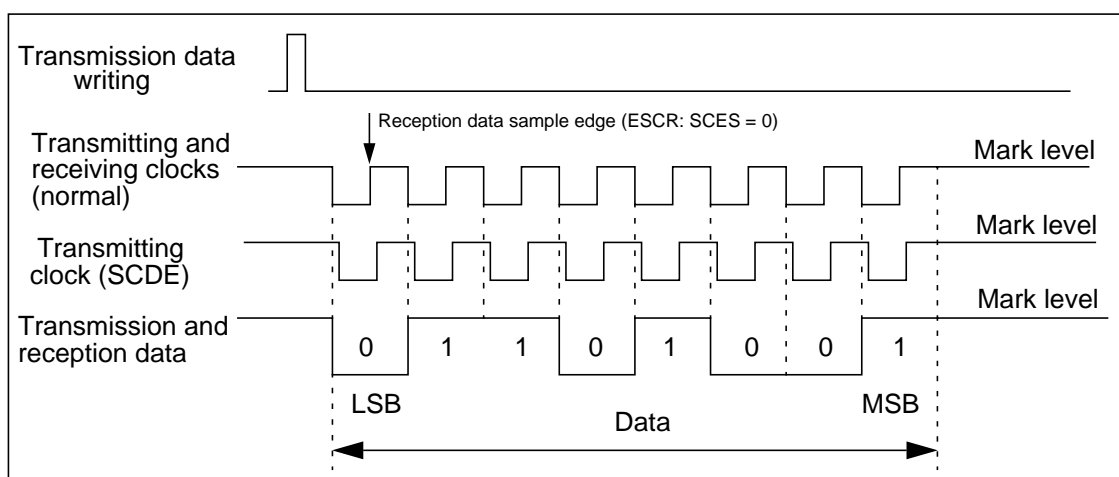 Transmission data
writing
Reception data sample edge (ESCR: SCES = 0)
Transmitting and
receiving clocks
(normal)
Mark level
Transmitting
clock (SCDE)
Mark level
Transmission and
reception data
Mark level
0 1 1 0 1 0 0 1
LSB
MSB
Data